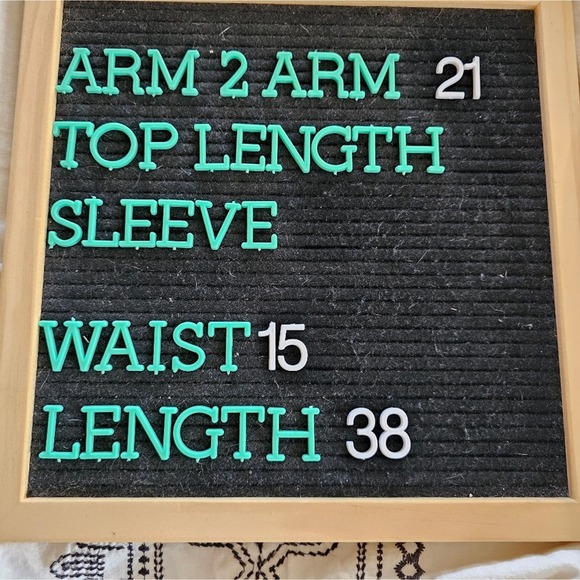 ARM 2 ARM 21
TOP LENGTH
SLEEVE
WAIST 15
LENGTH 38